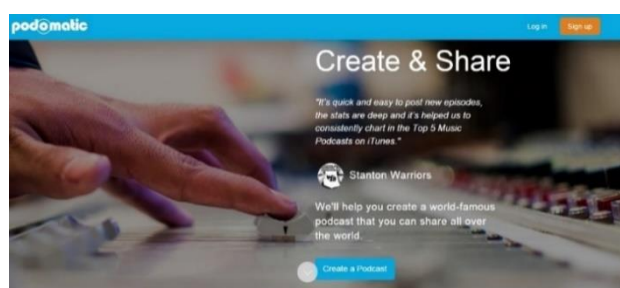 podomatic
Log in
Sign up
Create & Share
"It's quick and easy to post new episodes,
the stats are deep and it's helped us to
consistently chart in the Top 5 Music
Podcasts on iTunes."
Stanton Warriors
We'll help you create a world-famous
podcast that you can share all over
the world.
Create a Podcast